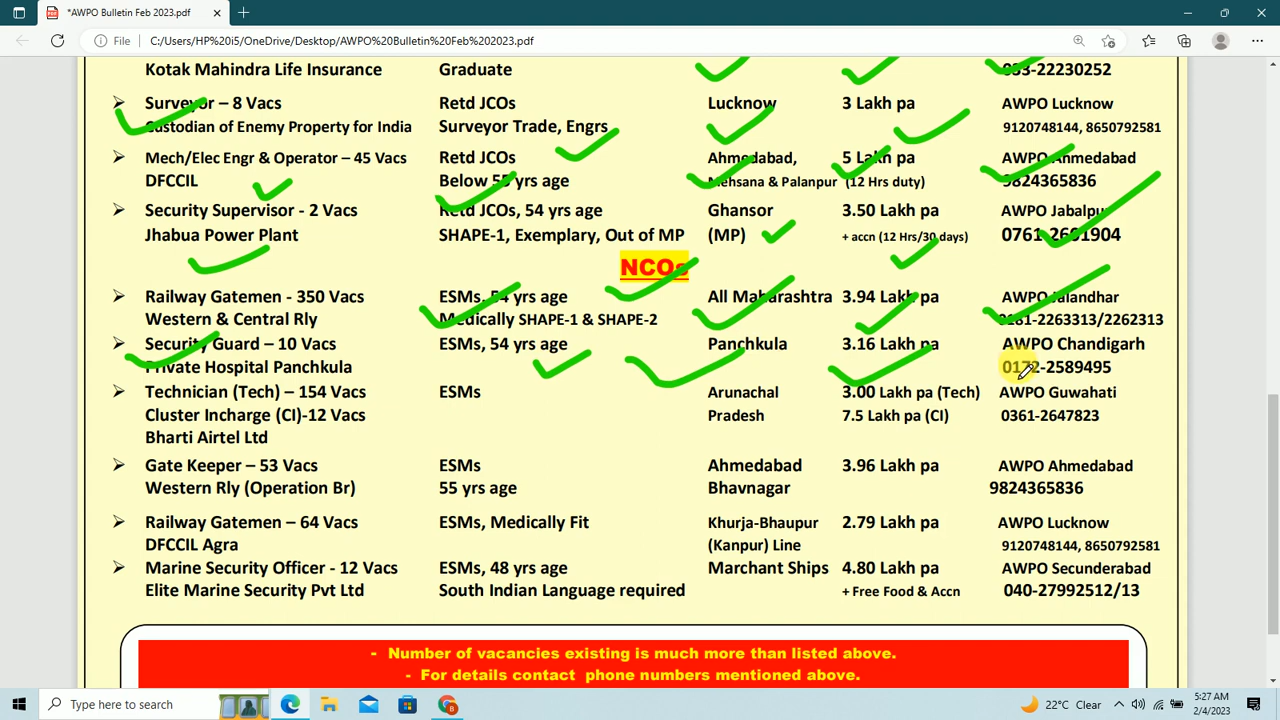 *AWPO Bulletin Feb 2023.pdf
File C:/Users/HP%20i5/OneDrive/Desktop/AWPO%20Bulletin%20Feb%202023.pdf
Kotak Mahindra Life Insurance Graduate 033-22230252
Surveyor – 8 Vacs Retd JCOs Lucknow 3 Lakh pa AWPO Lucknow
Custodian of Enemy Property for India Surveyor Trade, Engrs 9120748144, 8650792581
Mech/Elec Engr & Operator – 45 Vacs Retd JCOs Ahmedabad, 5 Lakh pa AWPO Ahmedabad
DFCCIL Below 55 yrs age Mehsana & Palanpur (12 Hrs duty) 9824365836
Security Supervisor - 2 Vacs Retd JCOs, 54 yrs age Ghansor 3.50 Lakh pa AWPO Jabalpur
Jhabua Power Plant SHAPE-1, Exemplary, Out of MP (MP) + accn (12 Hrs/30 days) 0761-2601904
NCOs
Railway Gatemen - 350 Vacs ESMs, 54 yrs age All Maharashtra 3.94 Lakh pa AWPO Jalandhar
Western & Central Rly Medically SHAPE-1 & SHAPE-2 0181-2263313/2262313
Security Guard – 10 Vacs ESMs, 54 yrs age Panchkula 3.16 Lakh pa AWPO Chandigarh
Private Hospital Panchkula 0172-2589495
Technician (Tech) - 154 Vacs ESMs Arunachal 3.00 Lakh pa (Tech) AWPO Guwahati
Cluster Incharge (CI)-12 Vacs Pradesh 7.5 Lakh pa (CI) 0361-2647823
Bharti Airtel Ltd
Gate Keeper – 53 Vacs ESMs Ahmedabad 3.96 Lakh pa AWPO Ahmedabad
Western Rly (Operation Br) 55 yrs age Bhavnagar 9824365836
Railway Gatemen – 64 Vacs ESMs, Medically Fit Khurja-Bhaupur 2.79 Lakh pa AWPO Lucknow
DFCCIL Agra (Kanpur) Line 9120748144, 8650792581
Marine Security Officer - 12 Vacs ESMs, 48 yrs age Marchant Ships 4.80 Lakh pa AWPO Secunderabad
Elite Marine Security Pvt Ltd South Indian Language required + Free Food & Accn 040-27992512/13
- Number of vacancies existing is much more than listed above.
- For details contact phone numbers mentioned above.
Type here to search 22°C Clear 5:27 AM
2/4/2023